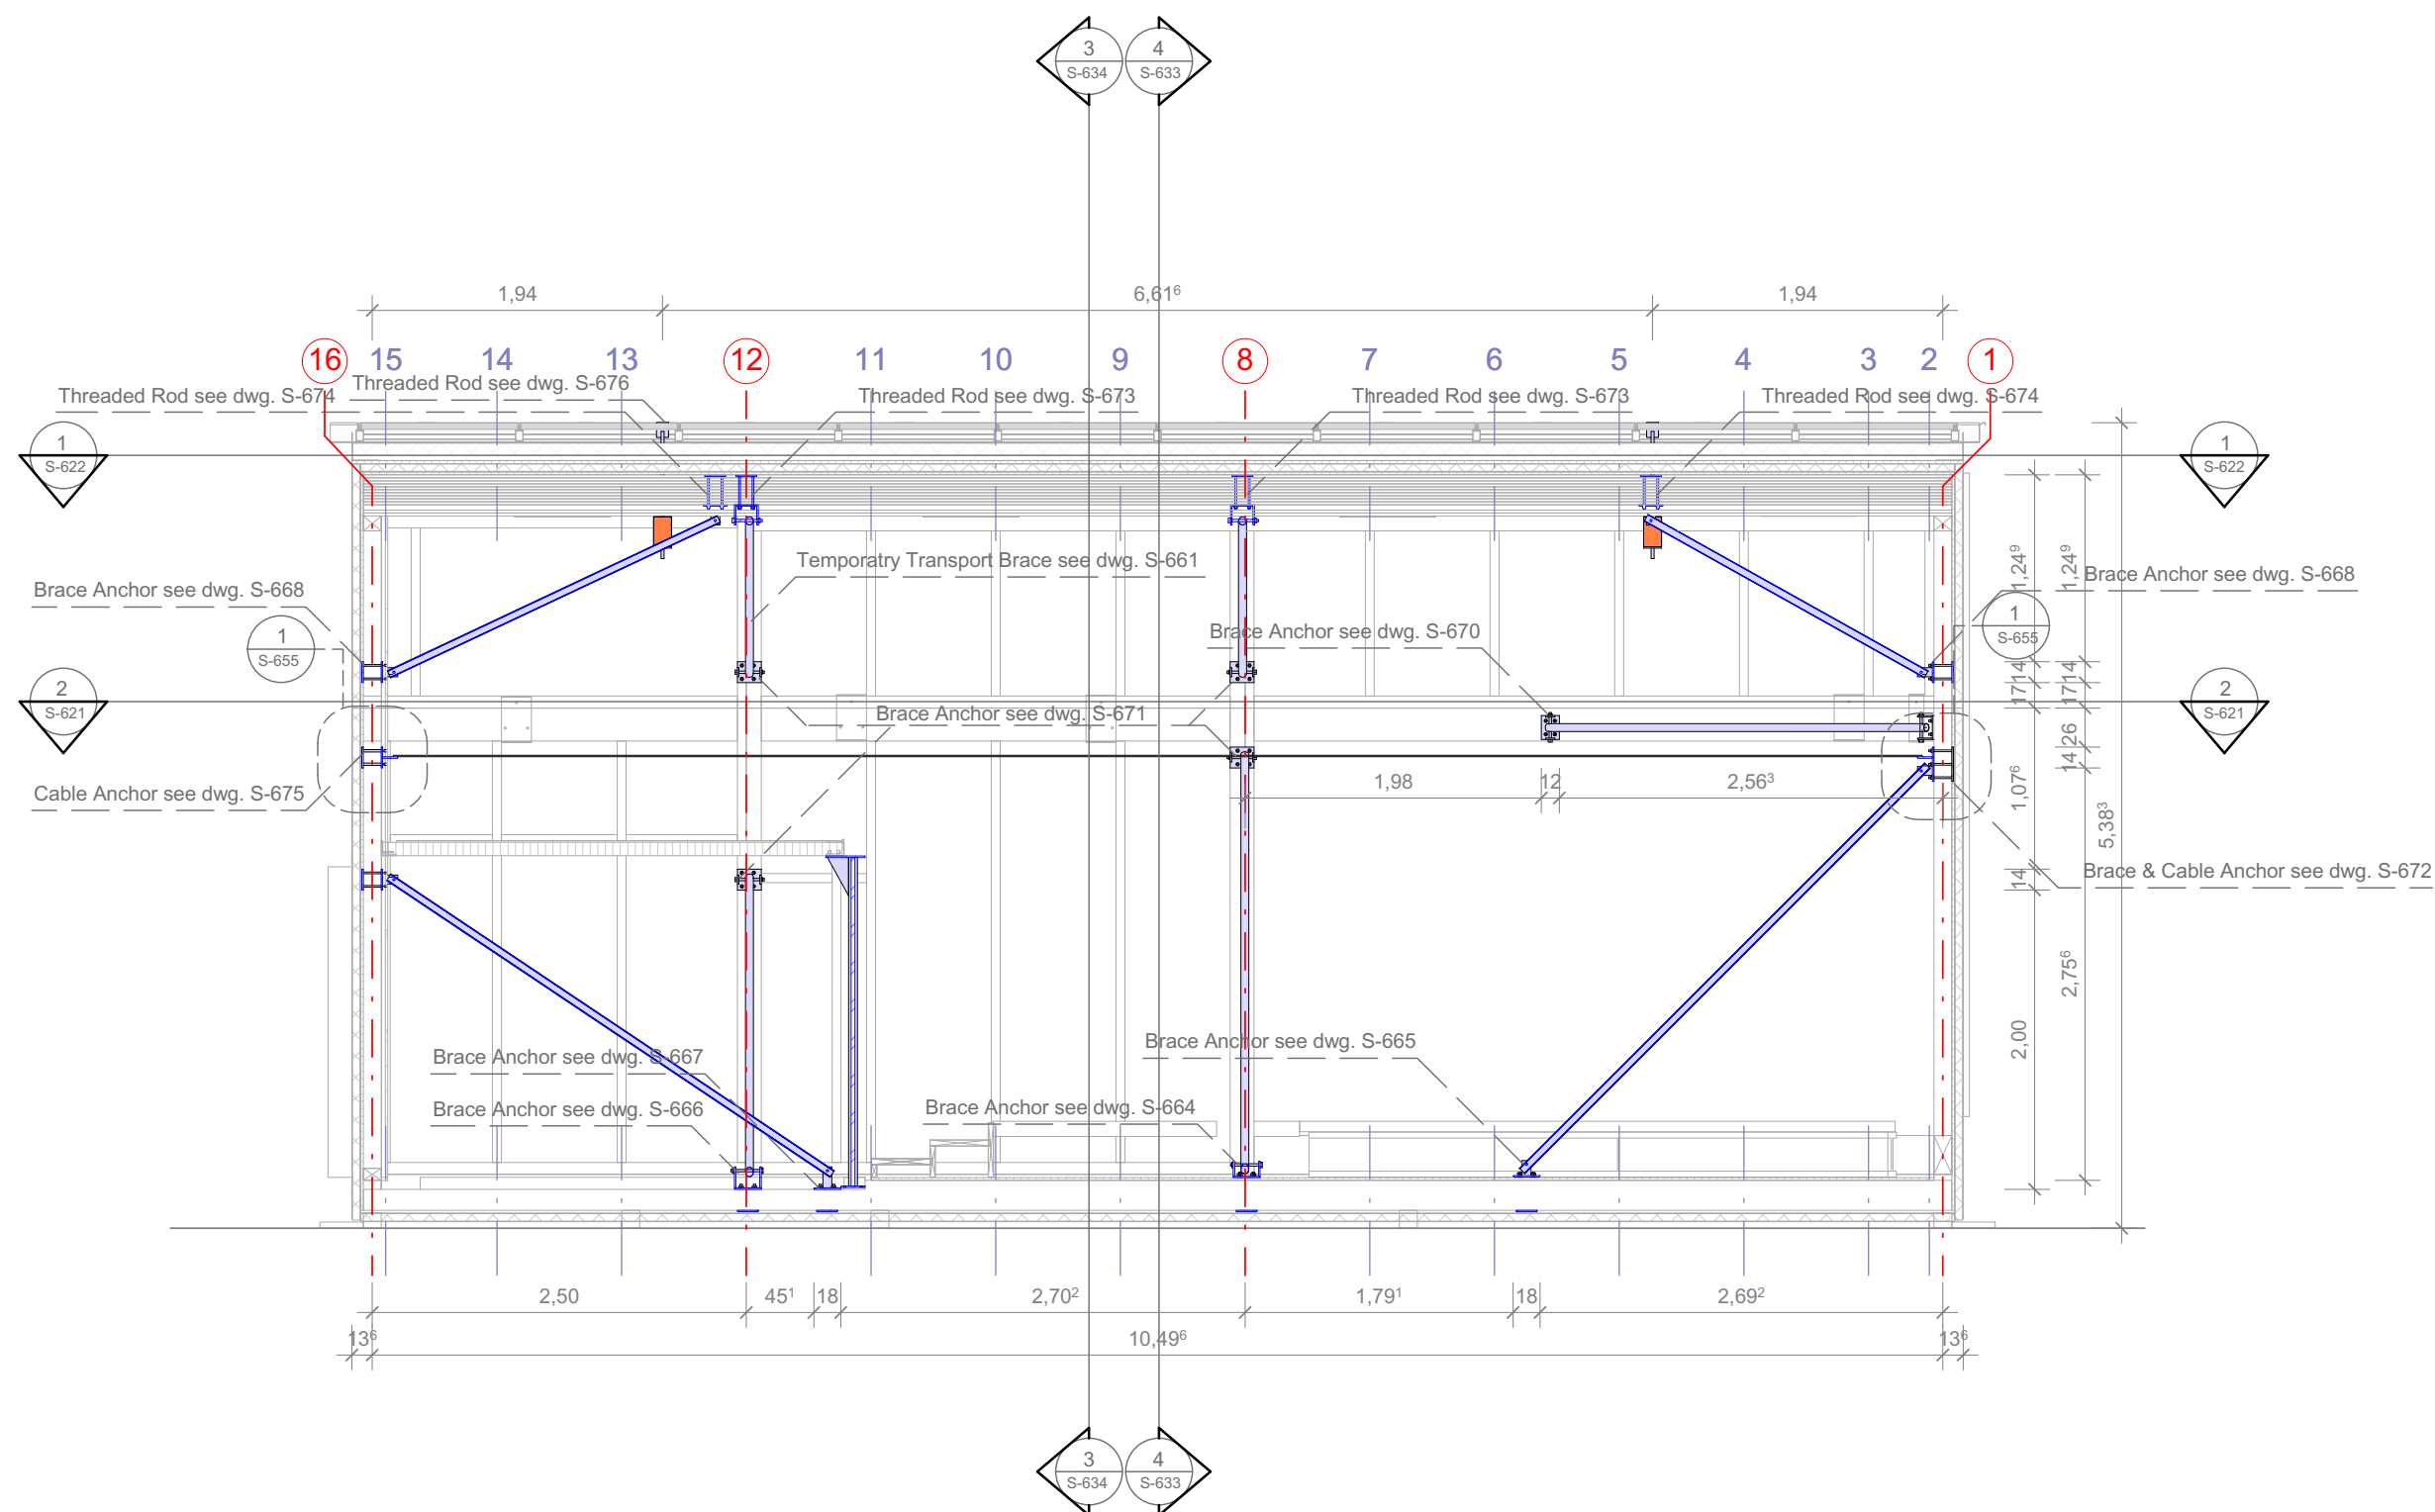 3 4
S-634 S-633
1,94 6,61⁶ 1,94
16 15 14 13 12 11 10 9 8 7 6 5 4 3 2 1
Threaded Rod see dwg. S-676
Threaded Rod see dwg. S-674
Threaded Rod see dwg. S-673
Threaded Rod see dwg. S-673
Threaded Rod see dwg. S-674
1
S-622
1
S-622
Temporatry Transport Brace see dwg. S-661
1,24⁹
1,24⁹
Brace Anchor see dwg. S-668
Brace Anchor see dwg. S-668
1
S-655
1
S-655
Brace Anchor see dwg. S-670
14
14
17
17
2
S-621
2
S-621
Brace Anchor see dwg. S-671
26
14
Cable Anchor see dwg. S-675
1,98 12 2,56³
1,07⁶
5,38³
14
Brace & Cable Anchor see dwg. S-672
2,75⁶
2,00
Brace Anchor see dwg. S-667
Brace Anchor see dwg. S-665
Brace Anchor see dwg. S-666
Brace Anchor see dwg. S-664
2,50 45¹ 18 2,70² 1,79¹ 18 2,69²
13⁶ 10,49⁶ 13⁶
3 4
S-634 S-633